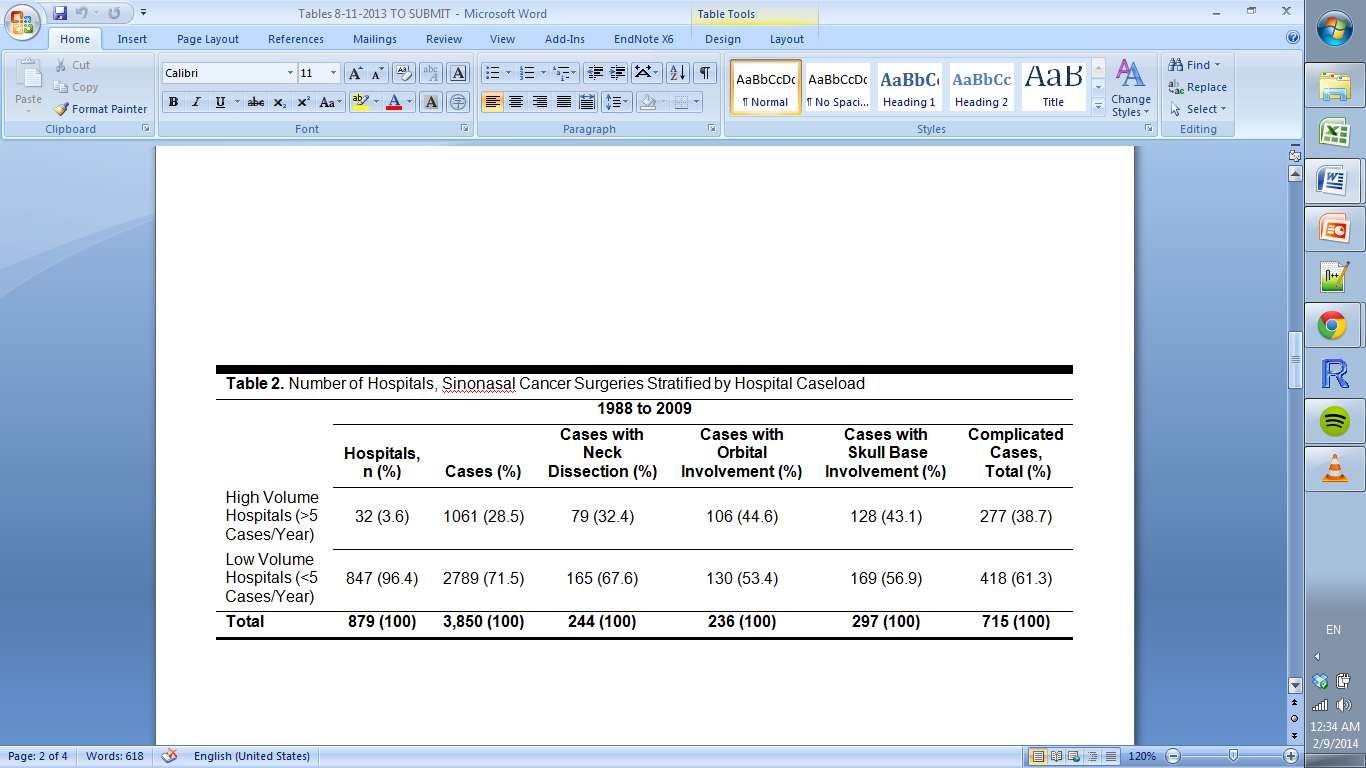 Tables 8-11-2013 TO SUBMIT - Microsoft Word
Table Tools
Home Insert Page Layout References Mailings Review View Add-Ins EndNote X6 Design Layout
Paste
Cut
Copy
Format Painter
Clipboard
Calibri 11
Font
Paragraph
AaBbCcDc AaBbCcDc AaBbC AaBbCc AaB
¶ Normal ¶ No Spaci... Heading 1 Heading 2 Title
Change Styles
Styles
Find
Replace
Select
Editing
Table 2. Number of Hospitals, Sinonasal Cancer Surgeries Stratified by Hospital Caseload
1988 to 2009
Hospitals, n (%) Cases (%) Cases with Neck Dissection (%) Cases with Orbital Involvement (%) Cases with Skull Base Involvement (%) Complicated Cases, Total (%)
High Volume Hospitals (>5 Cases/Year) 32 (3.6) 1061 (28.5) 79 (32.4) 106 (44.6) 128 (43.1) 277 (38.7)
Low Volume Hospitals (<5 Cases/Year) 847 (96.4) 2789 (71.5) 165 (67.6) 130 (53.4) 169 (56.9) 418 (61.3)
Total 879 (100) 3,850 (100) 244 (100) 236 (100) 297 (100) 715 (100)
Page: 2 of 4 Words: 618 English (United States) 120%
EN
12:34 AM
2/9/2014